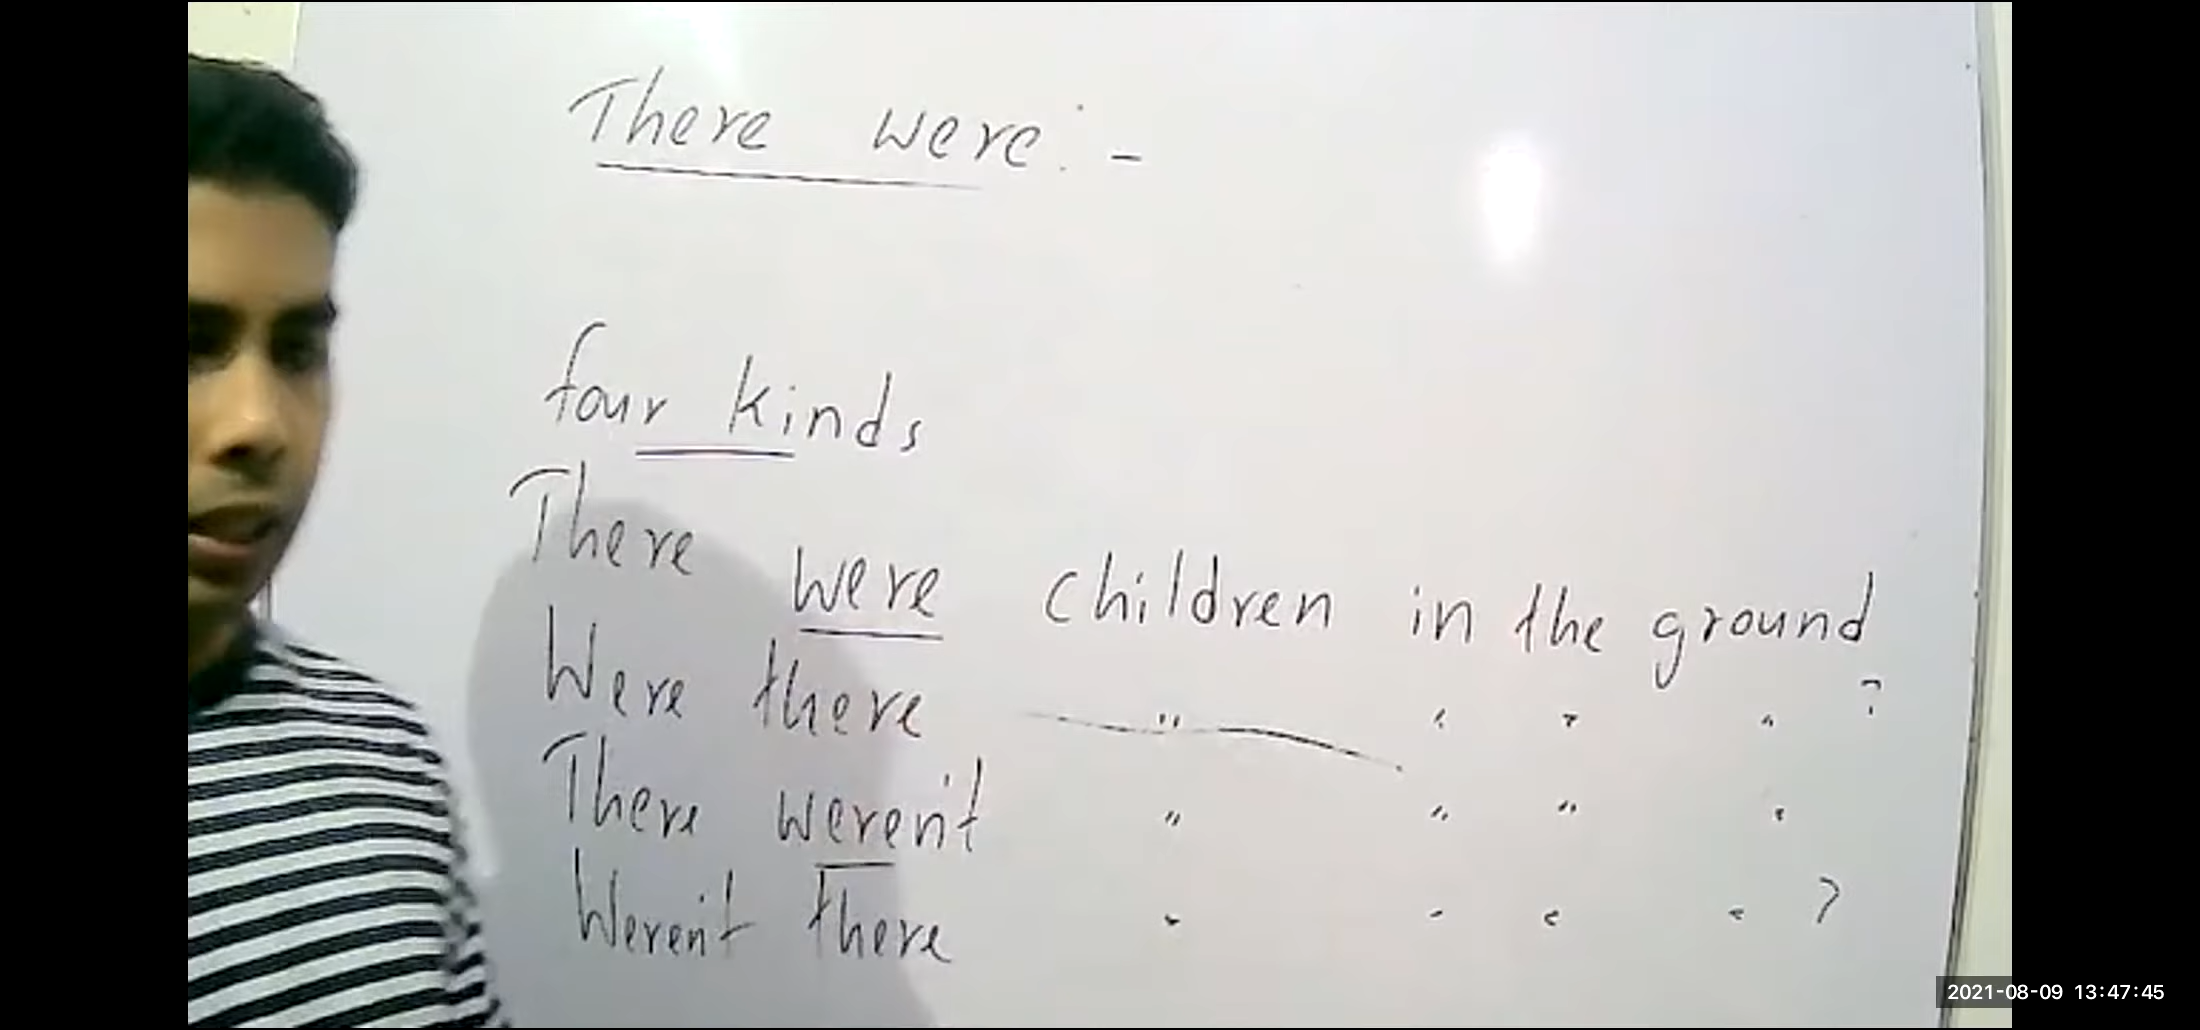 There were:-
four kinds
There were children in the ground
Were there " " " " ?
There weren't " " " "
Weren't there " " " " ?
2021-08-09 13:47:45